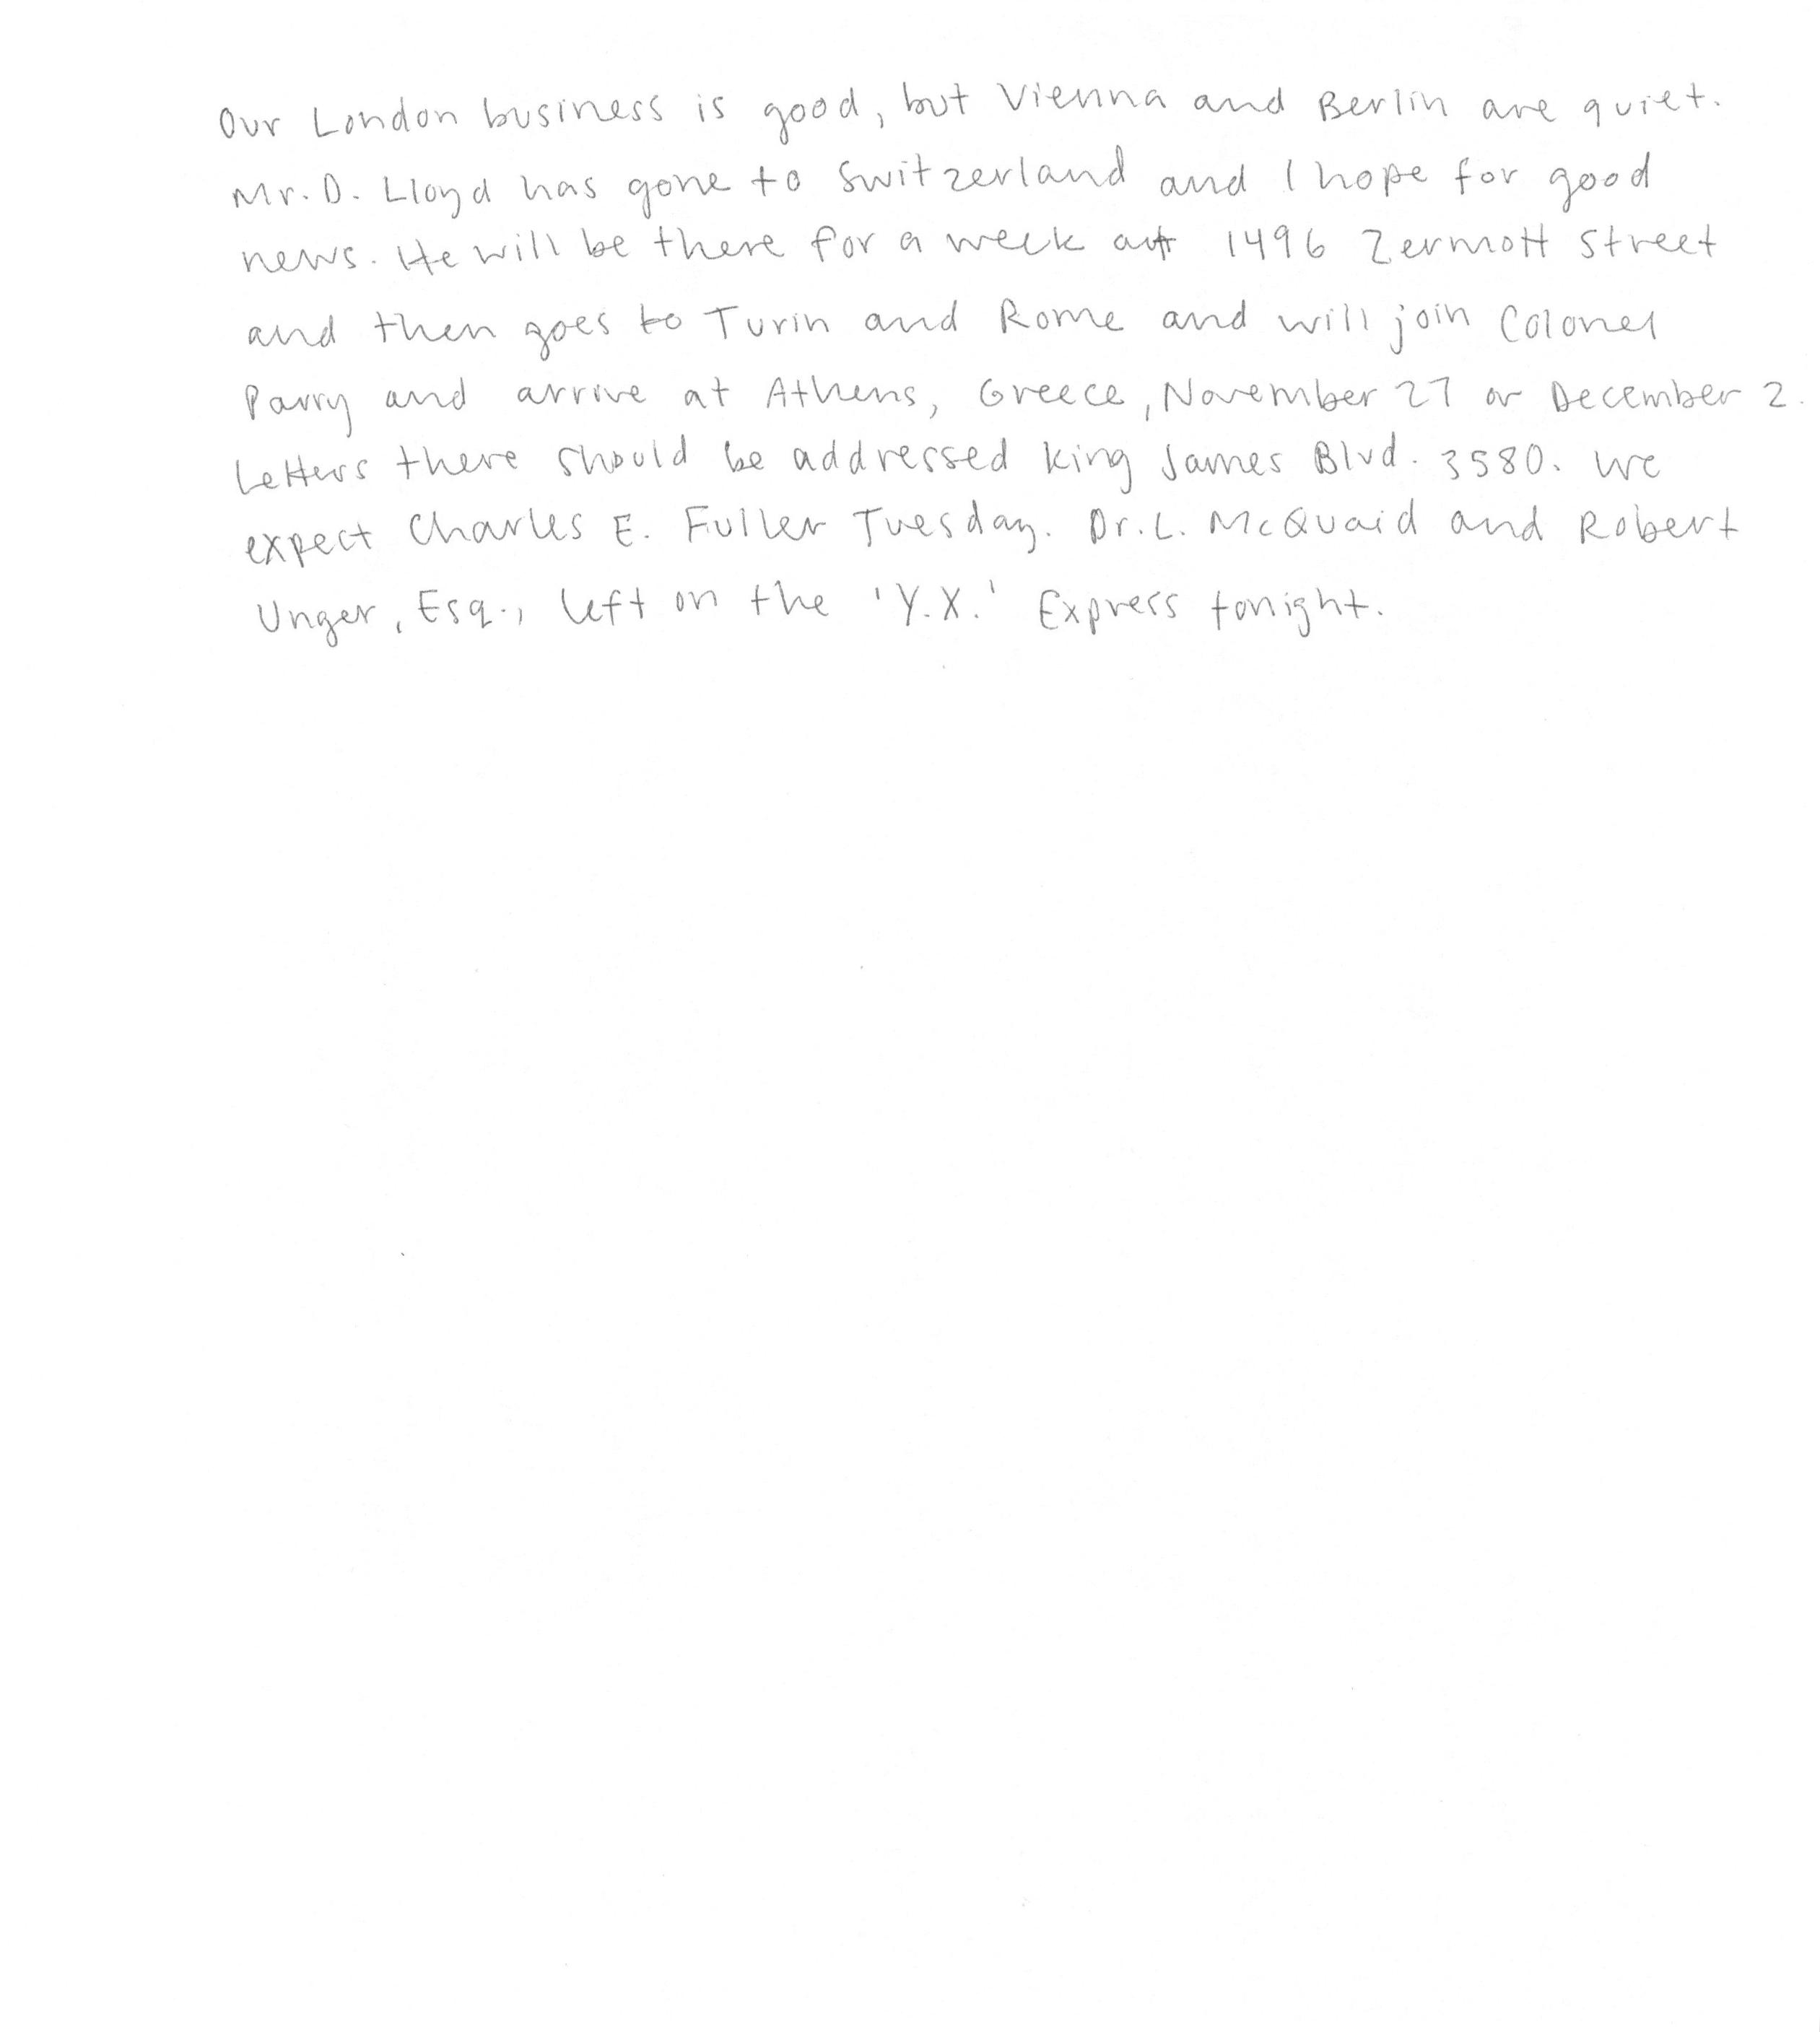 Our London business is good, but Vienna and Berlin are quiet.
Mr. D. Lloyd has gone to Switzerland and I hope for good
news. He will be there for a week at 1496 Zermott Street
and then goes to Turin and Rome and will join Colonel
Parry and arrive at Athens, Greece, November 27 or December 2.
Letters there should be addressed King James Blvd. 3580. We
expect Charles E. Fuller Tuesday. Dr. L. McQuaid and Robert
Unger, Esq., left on the 'Y.X.' Express tonight.